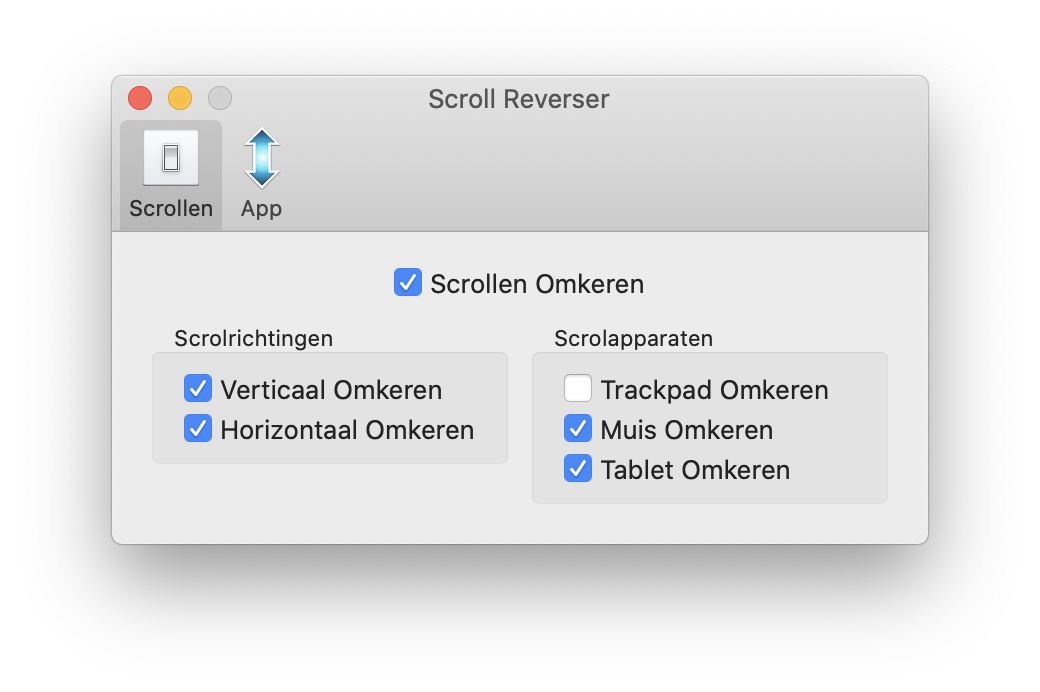 Scroll Reverser
Scrollen
App
Scrollen Omkeren
Scrolrichtingen
Verticaal Omkeren
Horizontaal Omkeren
Scrolapparaten
Trackpad Omkeren
Muis Omkeren
Tablet Omkeren